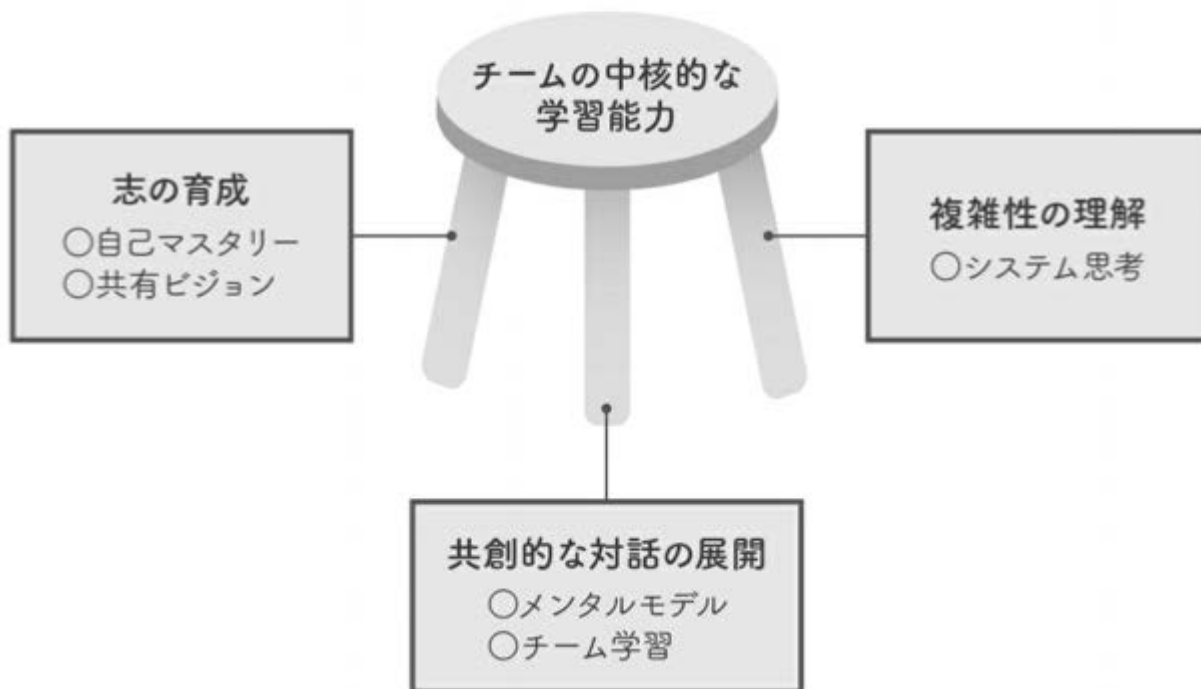 チームの中核的な
学習能力
志の育成
○自己マスタリー
○共有ビジョン
複雑性の理解
○システム思考
共創的な対話の展開
○メンタルモデル
○チーム学習